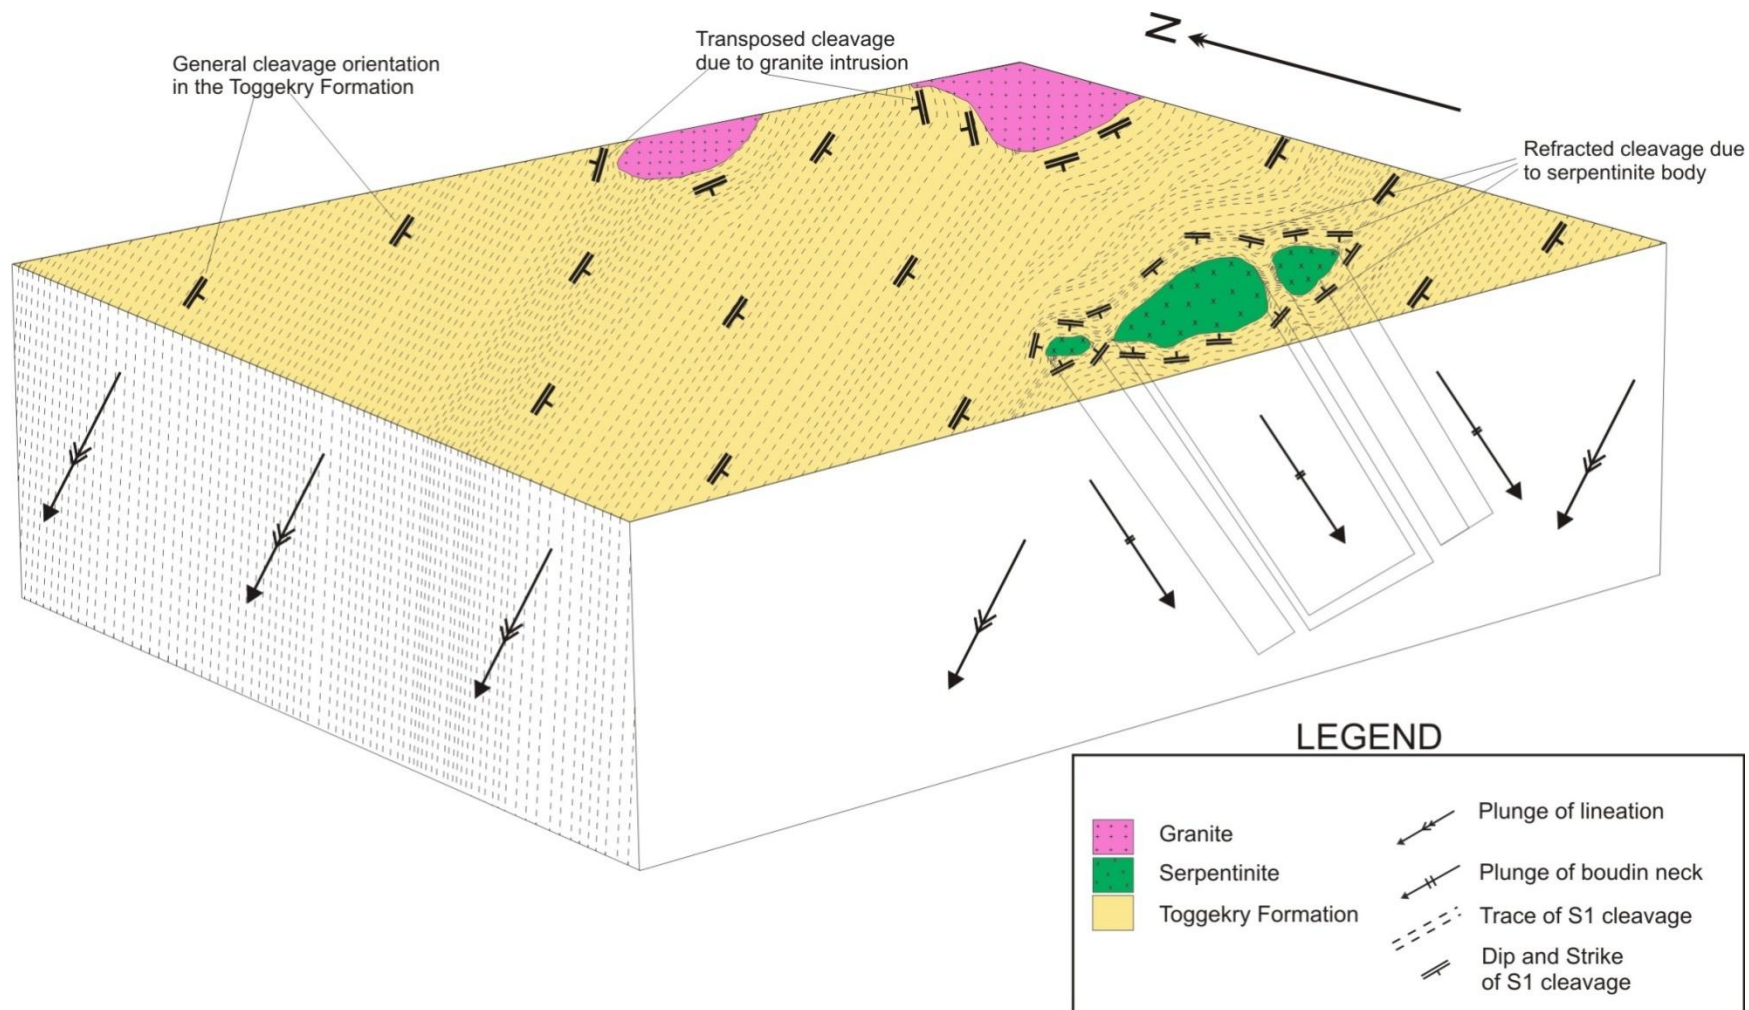 N
General cleavage orientation
in the Toggekry Formation
Transposed cleavage
due to granite intrusion
Refracted cleavage due
to serpentinite body
LEGEND
Granite
Serpentinite
Toggekry Formation
Plunge of lineation
Plunge of boudin neck
Trace of S1 cleavage
Dip and Strike
of S1 cleavage